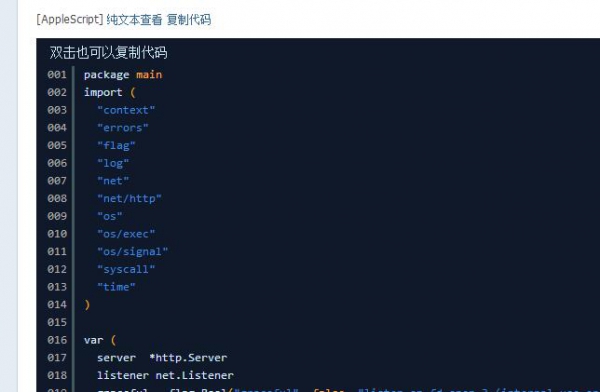 [AppleScript] 纯文本查看 复制代码
双击也可以复制代码
001 package main
002 import (
003 "context"
004 "errors"
005 "flag"
006 "log"
007 "net"
008 "net/http"
009 "os"
010 "os/exec"
011 "os/signal"
012 "syscall"
013 "time"
014 )
015
016 var (
017 server *http.Server
018 listener net.Listener